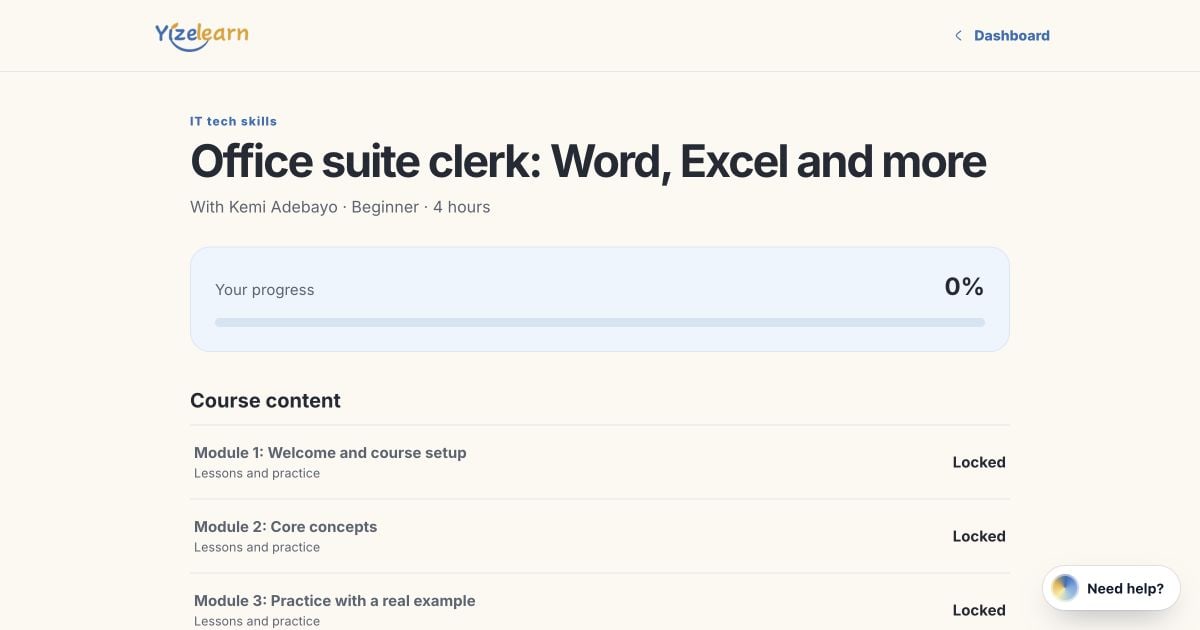 Yizelearn
Dashboard
IT tech skills
Office suite clerk: Word, Excel and more
With Kemi Adebayo · Beginner · 4 hours
Your progress
0%
Course content
Module 1: Welcome and course setup
Lessons and practice
Locked
Module 2: Core concepts
Lessons and practice
Locked
Module 3: Practice with a real example
Lessons and practice
Locked
Need help?